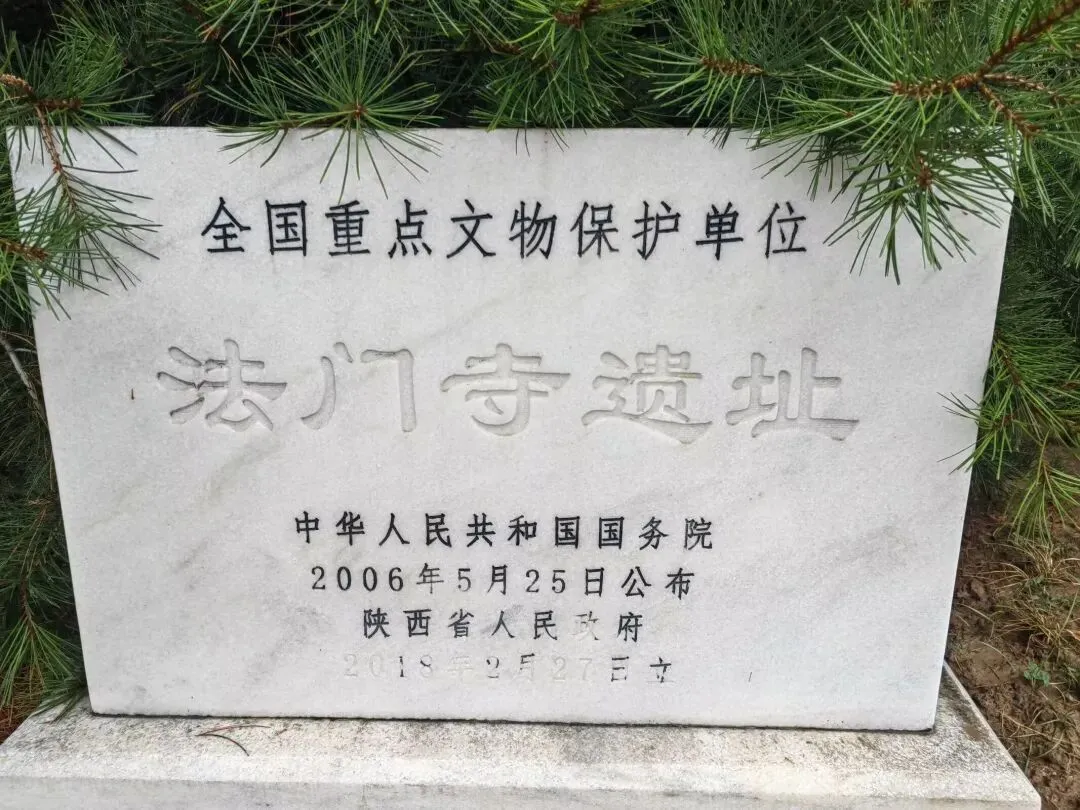 全国重点文物保护单位
法门寺遗址
中华人民共和国国务院
2006年5月25日公布
陕西省人民政府
2018年2月27日立